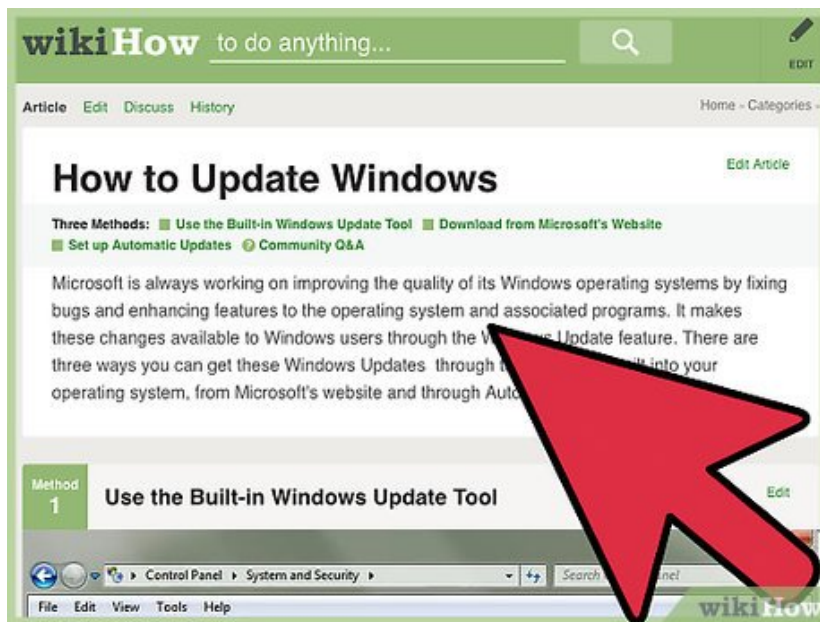 wikiHow to do anything...
EDIT
Article Edit Discuss History Home - Categories -
How to Update Windows
Edit Article
Three Methods: Use the Built-in Windows Update Tool Download from Microsoft's Website
Set up Automatic Updates Community Q&A
Microsoft is always working on improving the quality of its Windows operating systems by fixing
bugs and enhancing features to the operating system and associated programs. It makes
these changes available to Windows users through the Update feature. There are
three ways you can get these Windows Updates through into your
operating system, from Microsoft's website and through
Method
1
Use the Built-in Windows Update Tool
Edit
Control Panel System and Security Search
File Edit View Tools Help
wikiHow